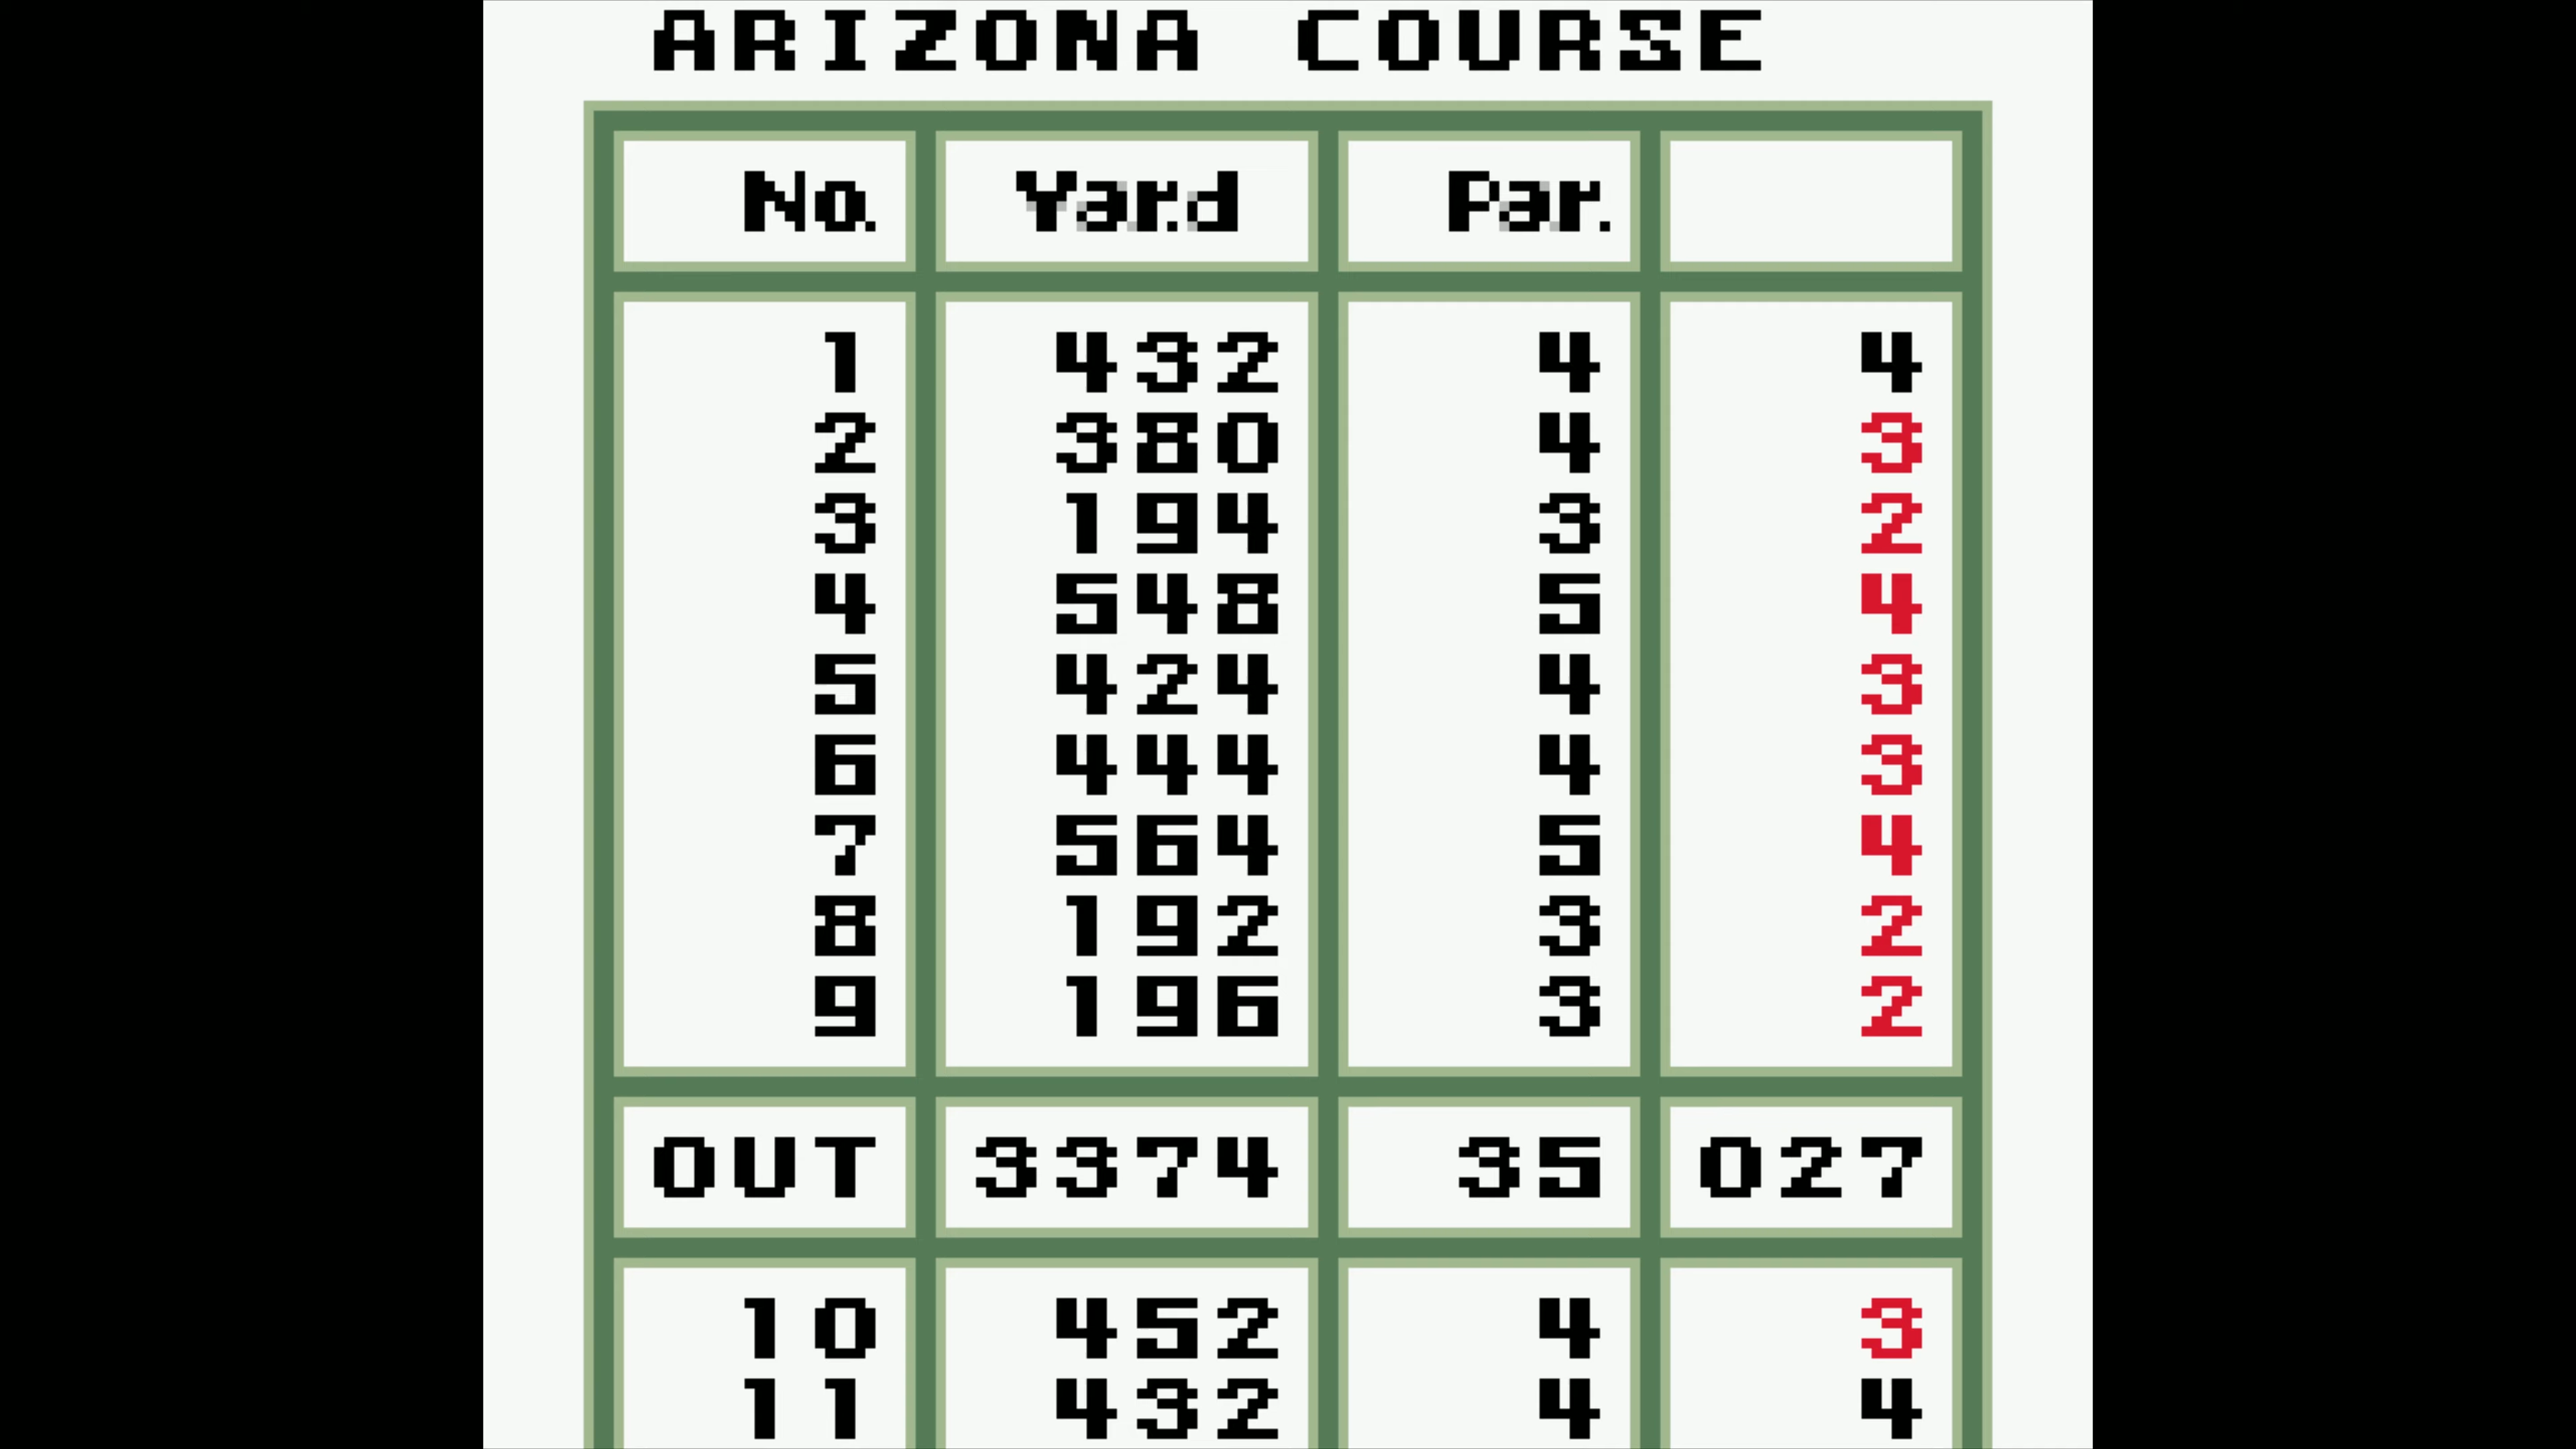 ARIZONA COURSE
No. Yard Par.
1 432 4 4
2 380 4 3
3 194 3 2
4 548 5 4
5 424 4 3
6 444 4 3
7 564 5 4
8 192 3 2
9 196 3 2
OUT 3374 35 027
10 452 4 3
11 432 4 4